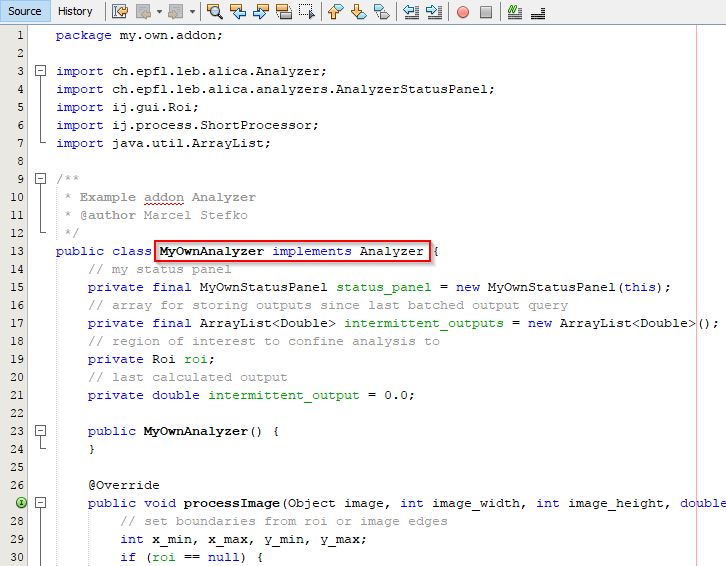 Source History
1 package my.own.addon;
2
3 import ch.epfl.leb.alica.Analyzer;
4 import ch.epfl.leb.alica.analyzers.AnalyzerStatusPanel;
5 import ij.gui.Roi;
6 import ij.process.ShortProcessor;
7 import java.util.ArrayList;
8
9 /**
10 * Example addon Analyzer
11 * @author Marcel Stefko
12 */
13 public class MyOwnAnalyzer implements Analyzer {
14 // my status panel
15 private final MyOwnStatusPanel status_panel = new MyOwnStatusPanel(this);
16 // array for storing outputs since last batched output query
17 private final ArrayList<Double> intermittent_outputs = new ArrayList<Double>();
18 // region of interest to confine analysis to
19 private Roi roi;
20 // last calculated output
21 private double intermittent_output = 0.0;
22
23 public MyOwnAnalyzer() {
24 }
25
26 @Override
public void processImage(Object image, int image_width, int image_height, double
28 // set boundaries from roi or image edges
29 int x_min, x_max, y_min, y_max;
30 if (roi == null) {